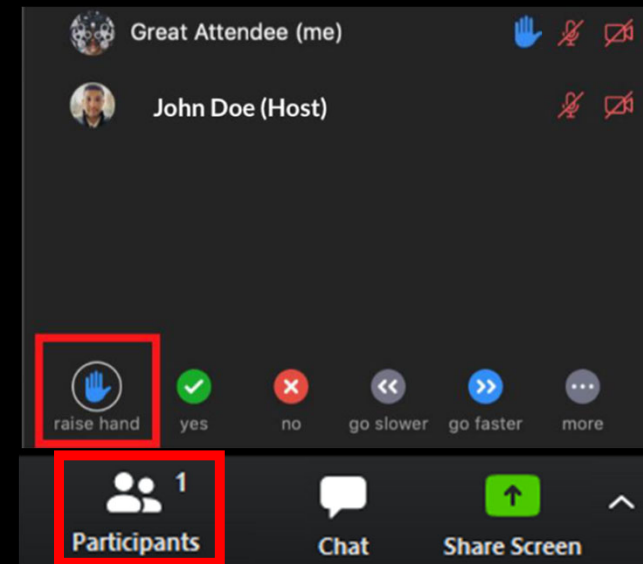 Great Attendee (me)
John Doe (Host)
raise hand yes no go slower go faster more
1
Participants Chat Share Screen